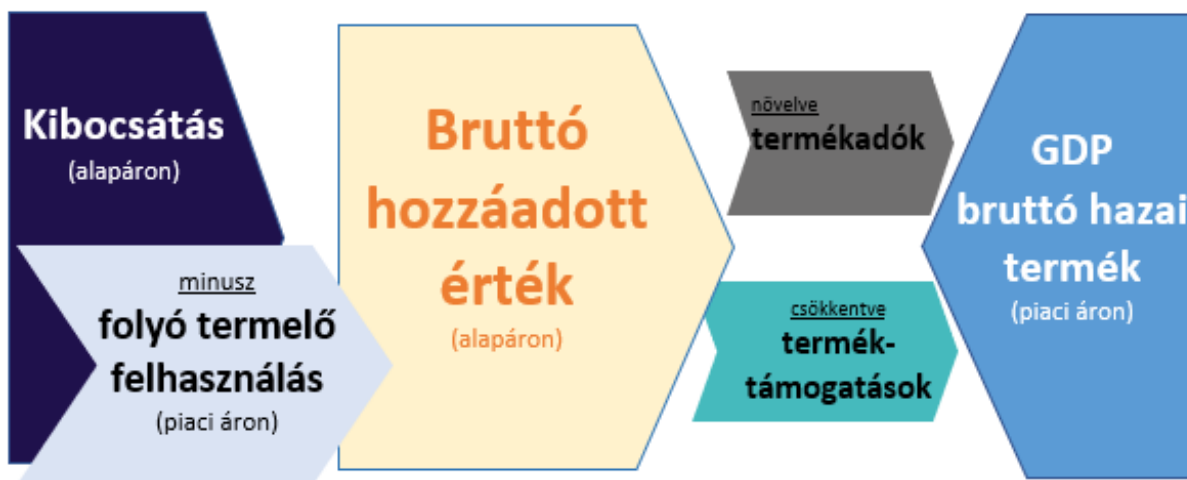 Kibocsátás
(alapáron)
minusz
folyó termelő
felhasználás
(piaci áron)
Bruttó
hozzáadott
érték
(alapáron)
növelve
termékadók
csökkentve
termék-
támogatások
GDP
bruttó hazai
termék
(piaci áron)